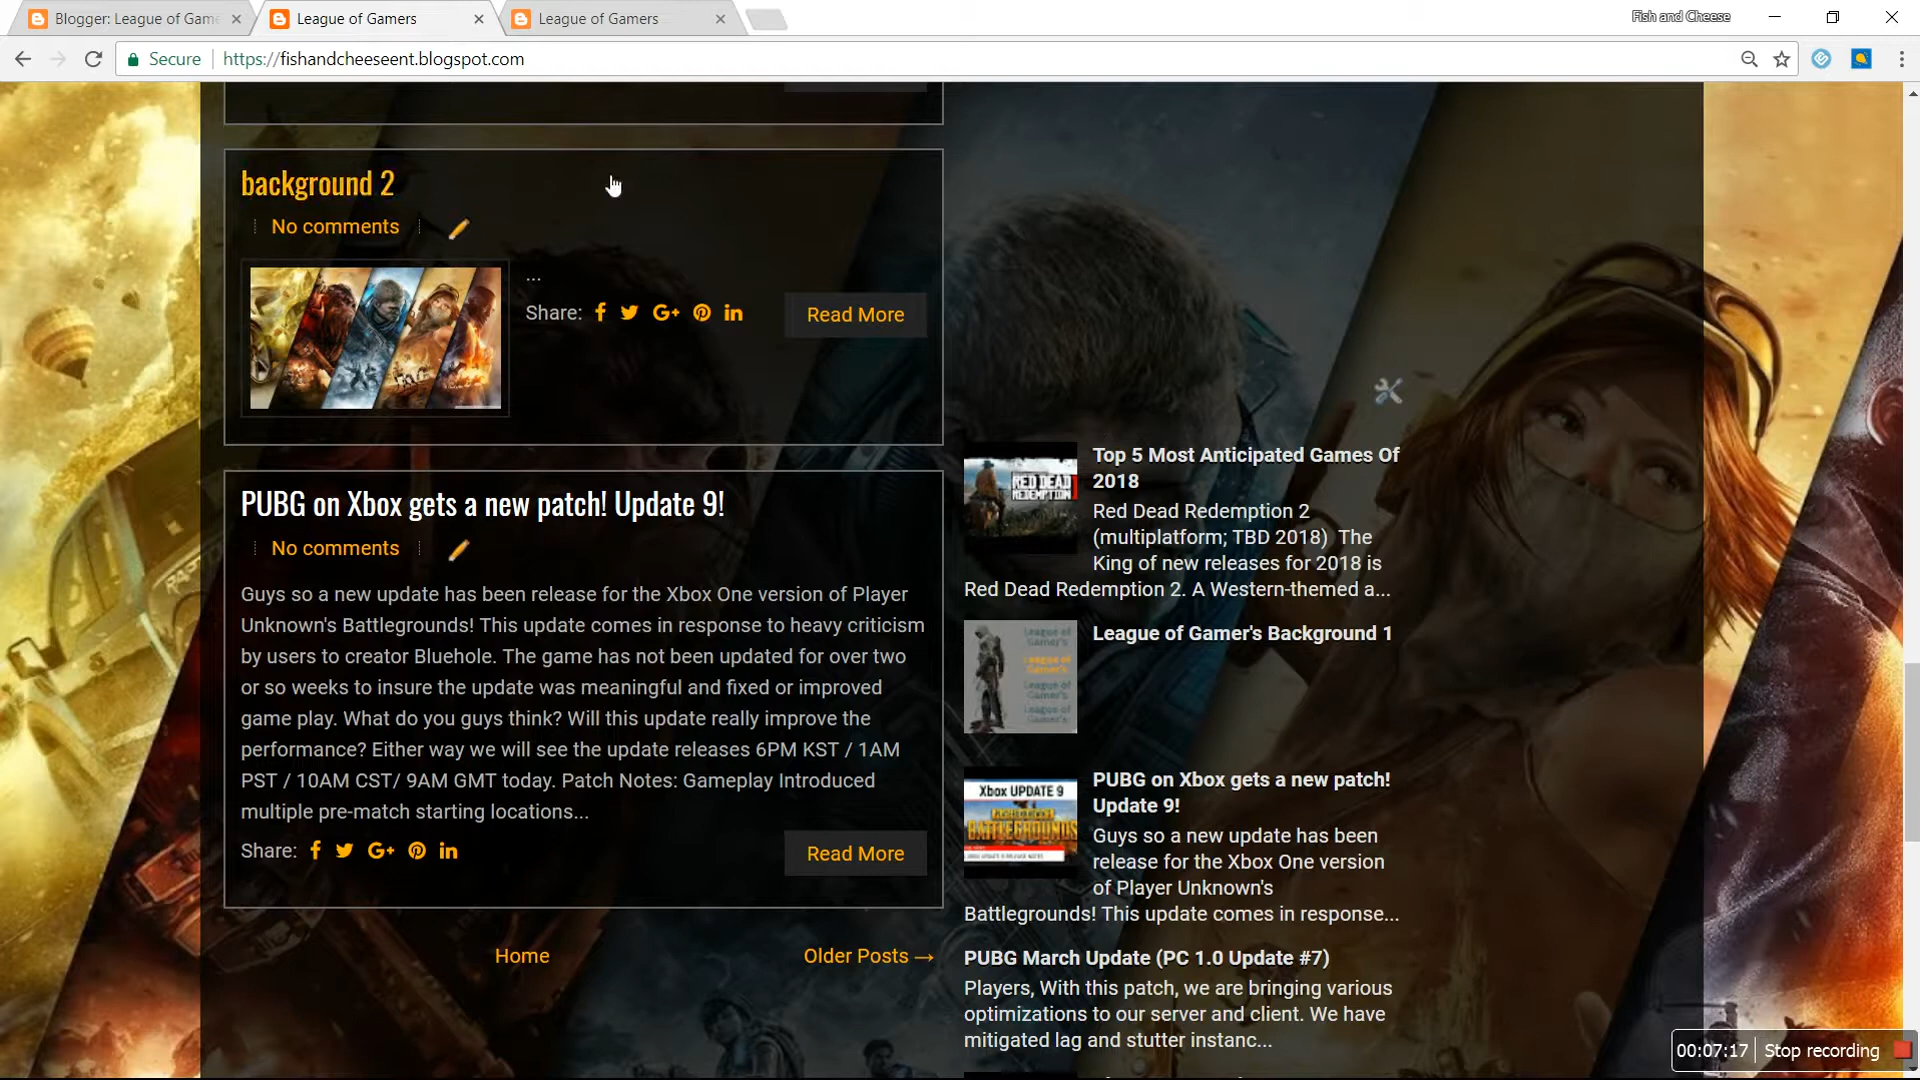 Blogger: League of Game
League of Gamers
League of Gamers
Fish and Cheese
Secure
https://fishandcheeseent.blogspot.com
background 2
No comments
...
Share:
Read More
PUBG on Xbox gets a new patch! Update 9!
No comments
Guys so a new update has been release for the Xbox One version of Player
Unknown's Battlegrounds! This update comes in response to heavy criticism
by users to creator Bluehole. The game has not been updated for over two
or so weeks to insure the update was meaningful and fixed or improved
game play. What do you guys think? Will this update really improve the
performance? Either way we will see the update releases 6PM KST / 1AM
PST / 10AM CST/ 9AM GMT today. Patch Notes: Gameplay Introduced
multiple pre-match starting locations...
Share:
Read More
Home
Older Posts →
RED DEAD
REDEMPTION
Top 5 Most Anticipated Games Of
2018
Red Dead Redemption 2
(multiplatform; TBD 2018) The
King of new releases for 2018 is
Red Dead Redemption 2. A Western-themed a...
League of
Gamer's
League of
Gamer's
League of
Gamer's
League of
Gamer's
League of Gamer's Background 1
Xbox UPDATE 9
BATTLEGROUNDS
PUBG on Xbox gets a new patch!
Update 9!
Guys so a new update has been
release for the Xbox One version
of Player Unknown's
Battlegrounds! This update comes in response...
PUBG March Update (PC 1.0 Update #7)
Players, With this patch, we are bringing various
optimizations to our server and client. We have
mitigated lag and stutter instanc...
00:07:17
Stop recording